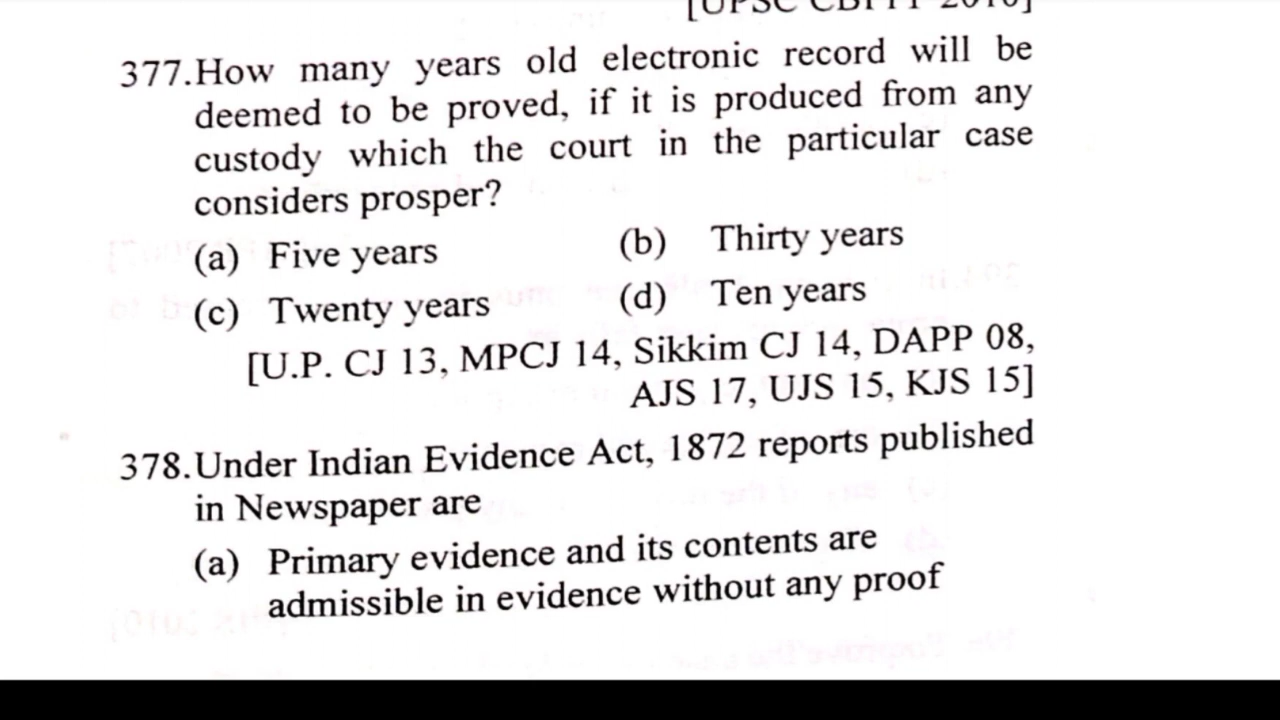 377.How many years old electronic record will be
deemed to be proved, if it is produced from any
custody which the court in the particular case
considers prosper?
(a) Five years (b) Thirty years
(c) Twenty years (d) Ten years
[U.P. CJ 13, MPCJ 14, Sikkim CJ 14, DAPP 08,
AJS 17, UJS 15, KJS 15]
378.Under Indian Evidence Act, 1872 reports published
in Newspaper are
(a) Primary evidence and its contents are
admissible in evidence without any proof